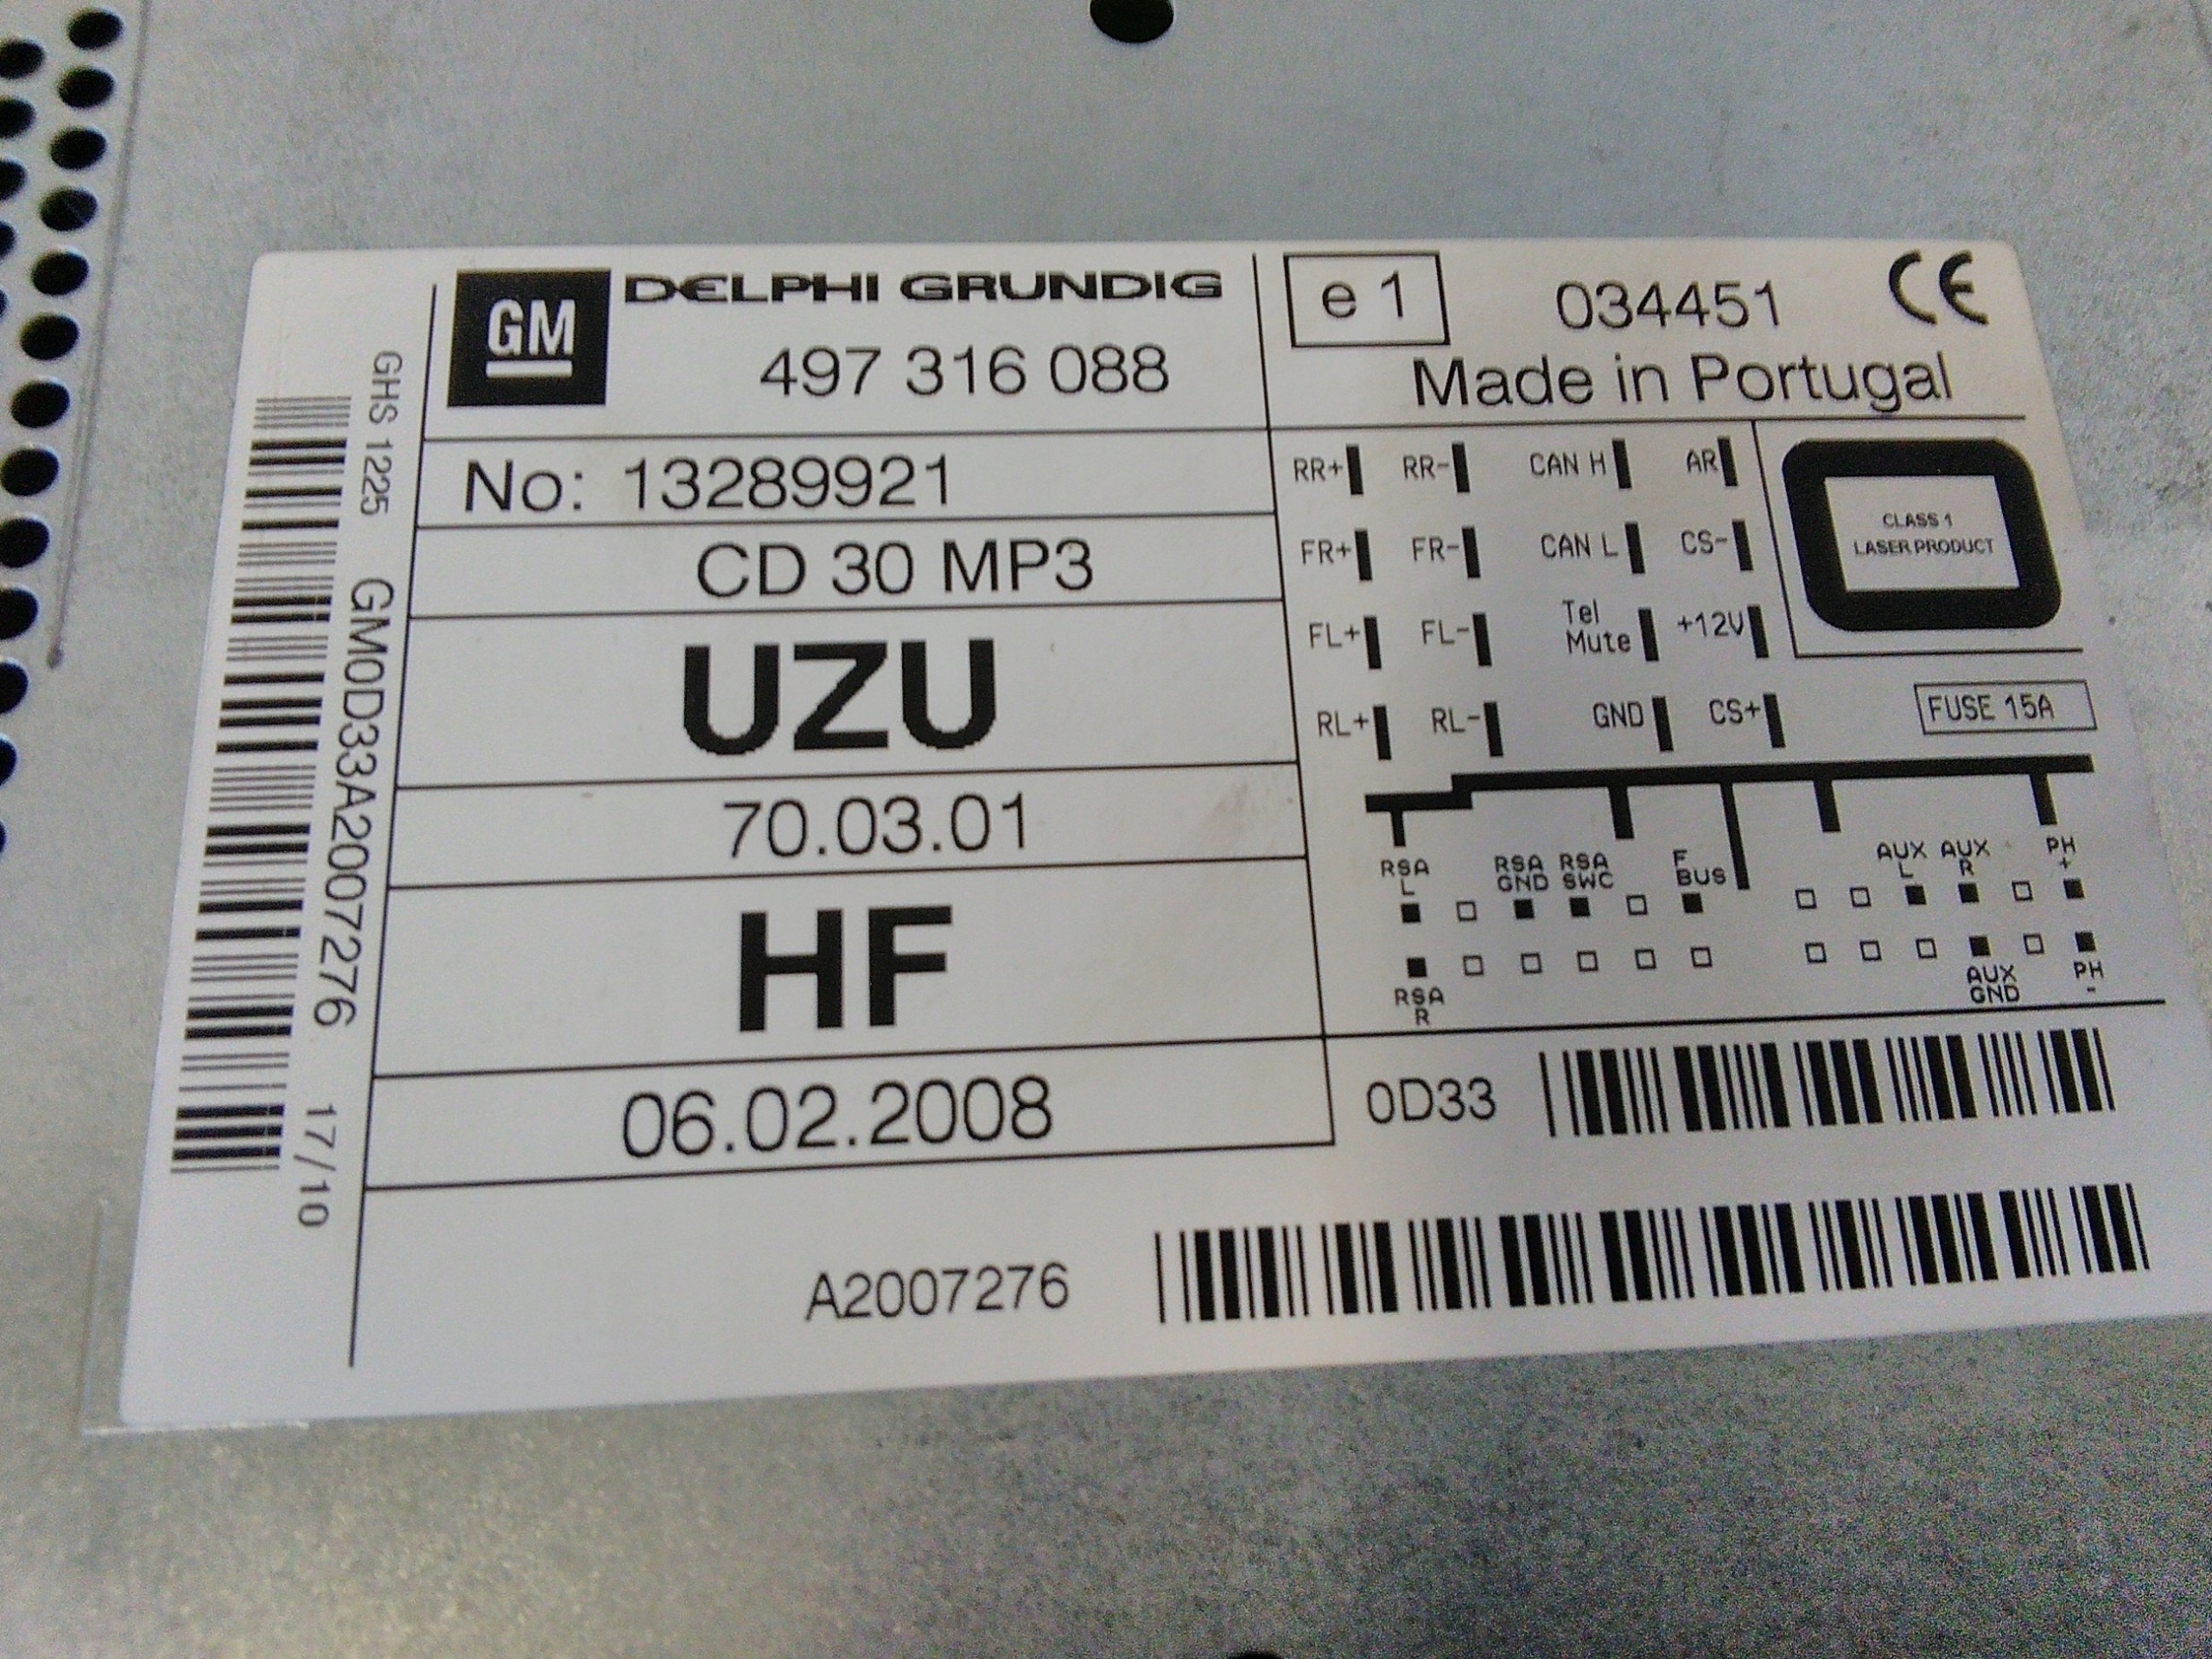 GM
DELPHI GRUNDIG
497 316 088
No: 13289921
CD 30 MP3
UZU
70.03.01
HF
06.02.2008
A2007276
GHS 1225 GM0D33A2007276 17/10
e 1 034451 CE
Made in Portugal
RR+ RR- CAN H AR
FR+ FR- CAN L CS-
FL+ FL- Tel Mute +12V
RL+ RL- GND CS+
CLASS 1
LASER PRODUCT
FUSE 15A
RSA L RSA GND RSA SWC F BUS AUX L AUX R PH +
RSA R AUX GND PH -
0D33